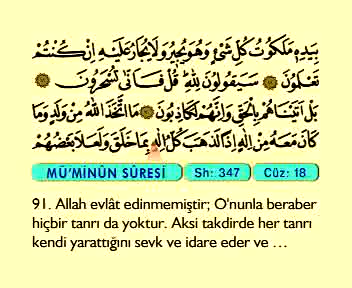 بِيَدِهِ مَلَكُوتُ كُلِّ شَيْءٍ وَهُوَ يُجِيرُ وَلَا يُجَارُ عَلَيْهِ اِنْ كُنْتُمْ
تَعْلَمُونَ سَيَقُولُونَ لِلّٰهِ قُلْ فَاَنّٰى تُسْحَرُونَ
بَلْ اَتَيْنَاهُمْ بِالْحَقِّ وَاِنَّهُمْ لَكَاذِبُونَ مَا اتَّخَذَ اللّٰهُ مِنْ وَلَدٍ وَمَا
كَانَ مَعَهُ مِنْ اِلٰهٍ اِذًا لَذَهَبَ كُلُّ اِلٰهٍ بِمَا خَلَقَ وَلَعَلَا بَعْضُهُمْ
MÜ'MİNÛN SÛRESİ Sh: 347 Cüz: 18
91. Allah evlât edinmemiştir; O'nunla beraber
hiçbir tanrı da yoktur. Aksi takdirde her tanrı
kendi yarattığını sevk ve idare eder ve ...